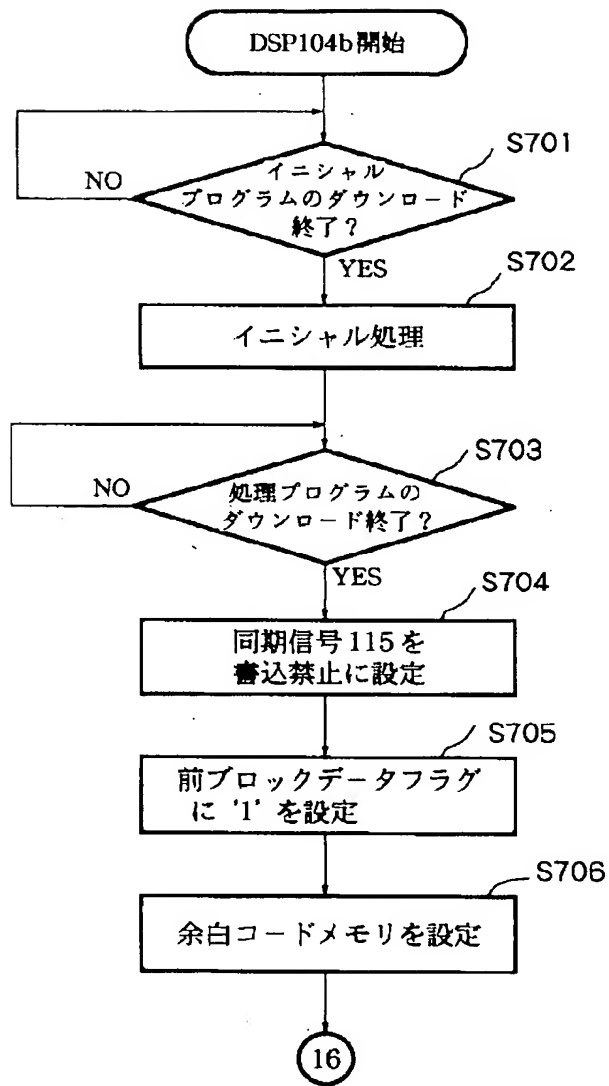 DSP104b開始
S701
イニシャル
プログラムのダウンロード
終了?
NO
YES
S702
イニシャル処理
S703
処理プログラムの
ダウンロード終了?
NO
YES
S704
同期信号115を
書込禁止に設定
S705
前ブロックデータフラグ
に '1' を設定
S706
余白コードメモリを設定
16